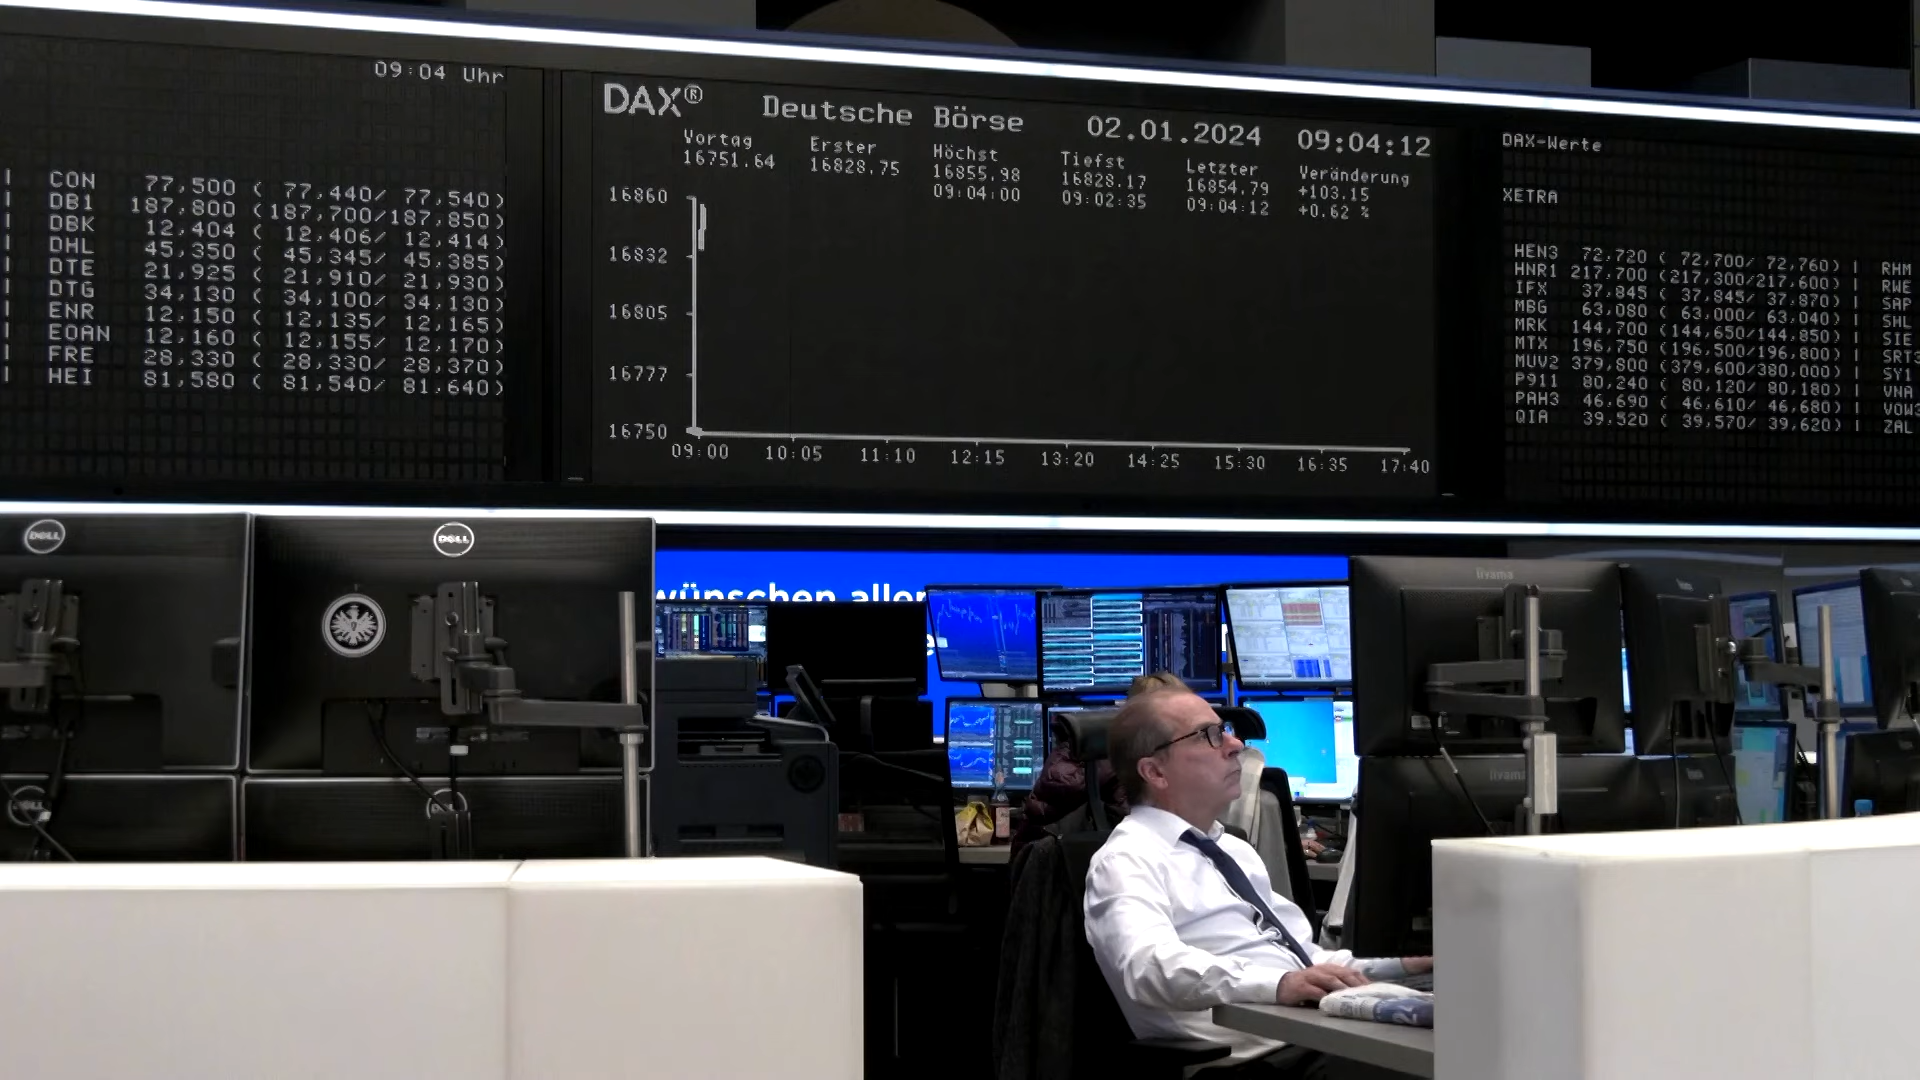 09:04 Uhr
| CON 77,500 ( 77,440/ 77,540)
| DB1 187,800 (187,700/187,850)
| DBK 12,404 ( 12,406/ 12,414)
| DHL 45,350 ( 45,345/ 45,385)
| DTE 21,925 ( 21,910/ 21,930)
| DTG 34,130 ( 34,100/ 34,130)
| ENR 12,150 ( 12,135/ 12,165)
| EOAN 12,160 ( 12,155/ 12,170)
| FRE 28,330 ( 28,330/ 28,370)
| HEI 81,580 ( 81,540/ 81,640)
DAX® Deutsche Börse 02.01.2024 09:04:12
Vortag Erster Höchst Tiefst Letzter Veränderung
16751.64 16828.75 16855.98 16828.17 16854.79 +103.15
09:04:00 09:02:35 09:04:12 +0.62 %
16860
16832
16805
16777
16750
09:00 10:05 11:10 12:15 13:20 14:25 15:30 16:35 17:40
DAX-Werte
XETRA
HEN3 72,720 ( 72,700/ 72,760) | RHM
HNR1 217,700 (217,300/217,600) | RWE
IFX 37,845 ( 37,845/ 37,870) | SAP
MBG 63,080 ( 63,000/ 63,040) | SHL
MRK 144,700 (144,650/144,850) | SIE
MTX 196,750 (196,500/196,800) | SRT3
MUV2 379,800 (379,600/380,000) | SY1
P911 80,240 ( 80,120/ 80,180) | VNA
PAH3 46,690 ( 46,610/ 46,680) | VOW3
QIA 39,520 ( 39,570/ 39,620) | ZAL
DELL
DELL
wünschen aller
iiyama
DELL
DELL
iiyama